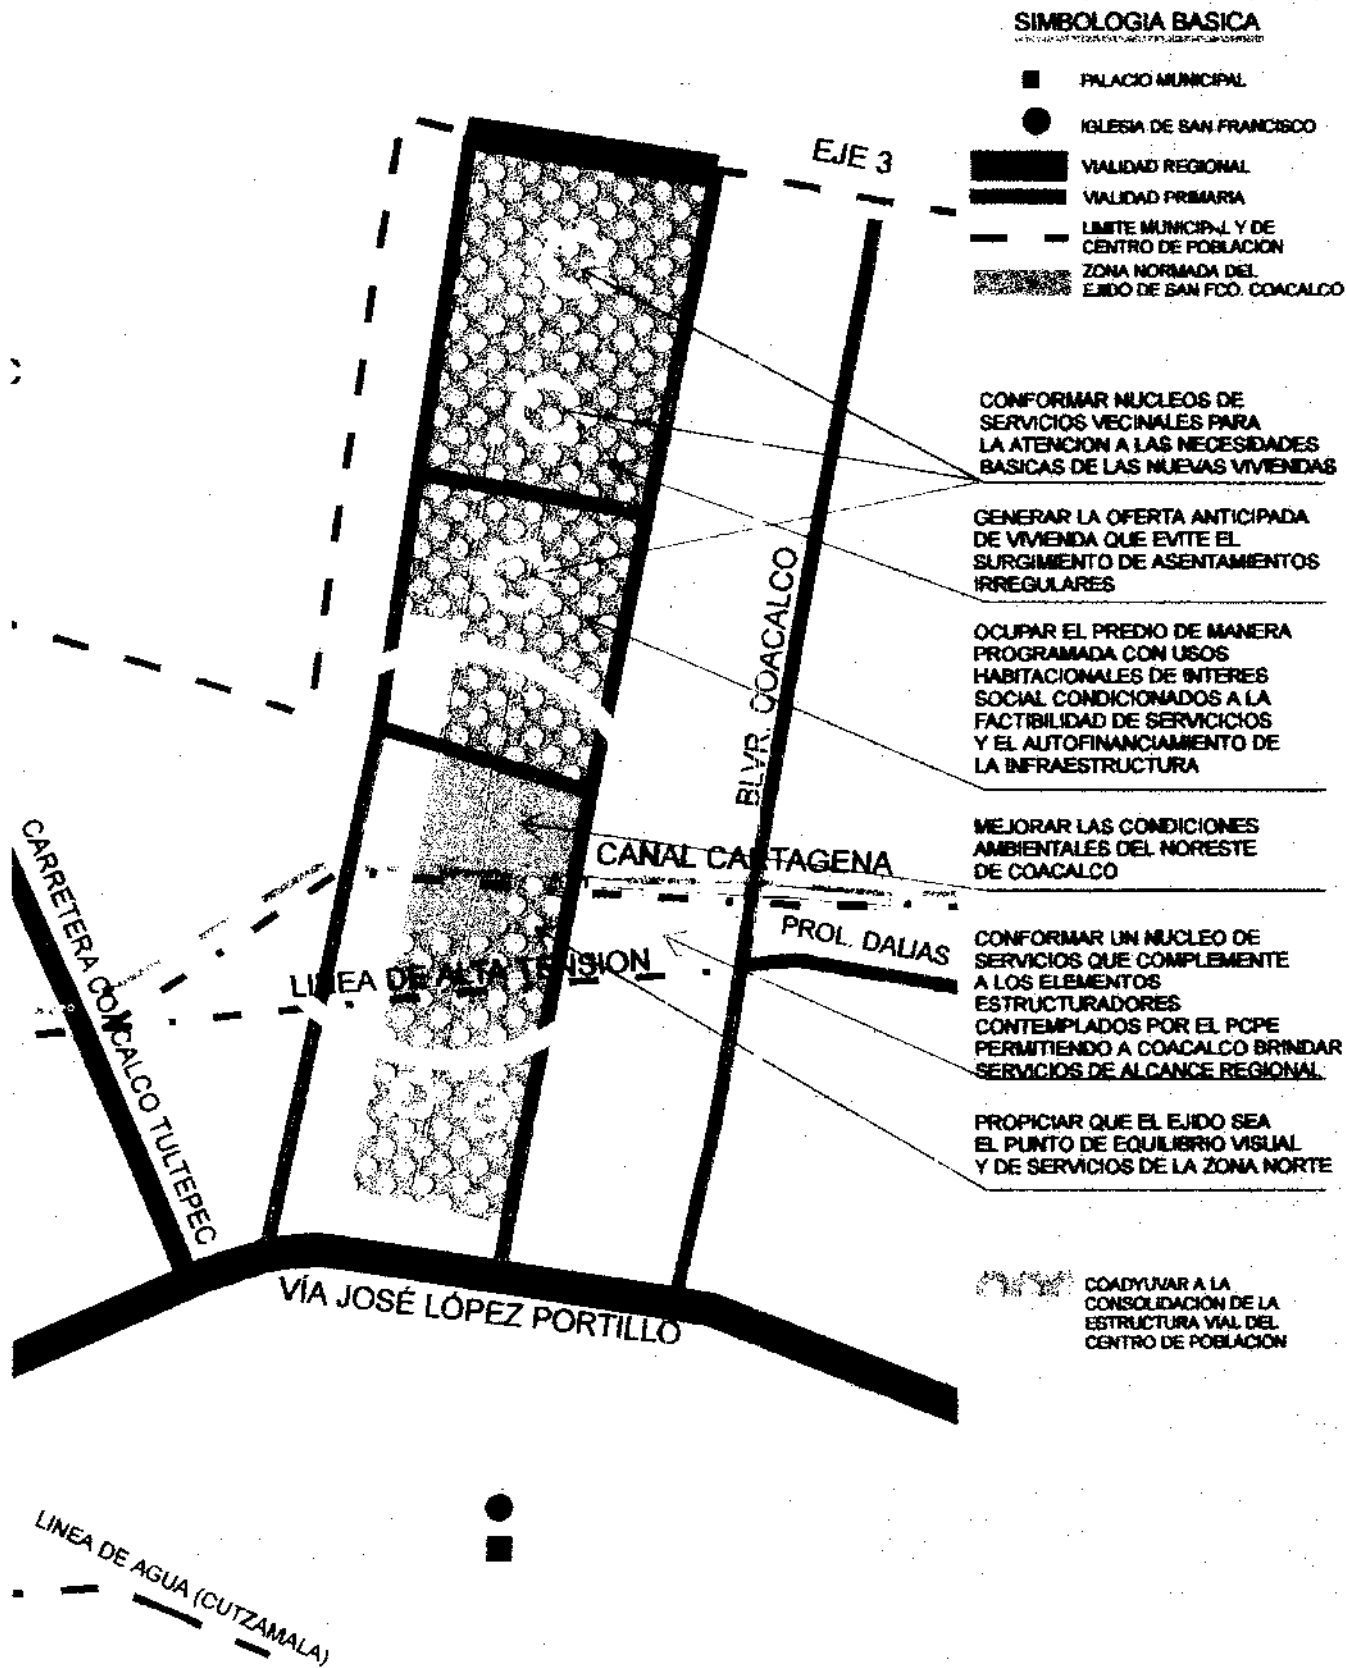 SIMBOLOGIA BASICA
PALACIO MUNICIPAL
IGLESIA DE SAN FRANCISCO
VIALIDAD REGIONAL
VIALIDAD PRIMARIA
LIMITE MUNICIPAL Y DE
CENTRO DE POBLACION
ZONA NORMADA DEL
EJIDO DE SAN FCO. COACALCO
EJE 3
CONFORMAR NUCLEOS DE
SERVICIOS VECINALES PARA
LA ATENCION A LAS NECESIDADES
BASICAS DE LAS NUEVAS VIVIENDAS
GENERAR LA OFERTA ANTICIPADA
DE VIVIENDA QUE EVITE EL
SURGIMIENTO DE ASENTAMIENTOS
IRREGULARES
OCUPAR EL PREDIO DE MANERA
PROGRAMADA CON USOS
HABITACIONALES DE INTERES
SOCIAL CONDICIONADOS A LA
FACTIBILIDAD DE SERVICICIOS
Y EL AUTOFINANCIAMIENTO DE
LA INFRAESTRUCTURA
BLVR. COACALCO
MEJORAR LAS CONDICIONES
AMBIENTALES DEL NORESTE
DE COACALCO
CANAL CARTAGENA
CARRETERA COACALCO TULTEPEC
PROL. DALIAS
LINEA DE ALTA TENSION
CONFORMAR UN NUCLEO DE
SERVICIOS QUE COMPLEMENTE
A LOS ELEMENTOS
ESTRUCTURADORES
CONTEMPLADOS POR EL PCPE
PERMITIENDO A COACALCO BRINDAR
SERVICIOS DE ALCANCE REGIONAL
PROPICIAR QUE EL EJIDO SEA
EL PUNTO DE EQUILIBRIO VISUAL
Y DE SERVICIOS DE LA ZONA NORTE
VÍA JOSÉ LÓPEZ PORTILLO
COADYUVAR A LA
CONSOLIDACION DE LA
ESTRUCTURA VIAL DEL
CENTRO DE POBLACION
LINEA DE AGUA (CUTZAMALA)